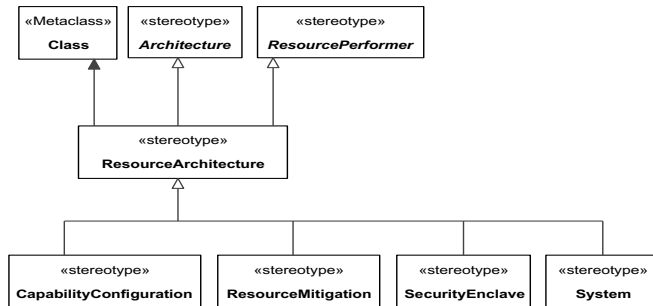 «Metaclass»
Class
«stereotype»
Architecture
«stereotype»
ResourcePerformer
«stereotype»
ResourceArchitecture
«stereotype»
CapabilityConfiguration
«stereotype»
ResourceMitigation
«stereotype»
SecurityEnclave
«stereotype»
System